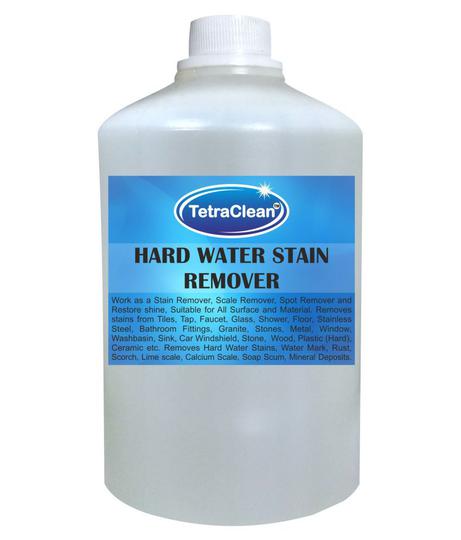 TetraClean™
HARD WATER STAIN
REMOVER
Work as a Stain Remover, Scale Remover, Spot Remover and
Restore shine, Suitable for All Surface and Material. Removes
stains from Tiles, Tap, Faucet, Glass, Shower, Floor, Stainless
Steel, Bathroom Fittings, Granite, Stones, Metal, Window,
Washbasin, Sink, Car Windshield, Stone, Wood, Plastic (Hard),
Ceramic etc. Removes Hard Water Stains, Water Mark, Rust,
Scorch, Lime scale, Calcium Scale, Soap Scum, Mineral Deposits.